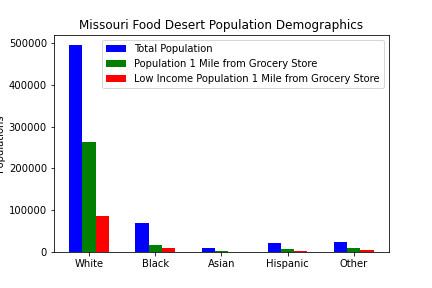 Missouri Food Desert Population Demographics
Total Population
Population 1 Mile from Grocery Store
Low Income Population 1 Mile from Grocery Store
500000
400000
300000
200000
100000
0
White Black Asian Hispanic Other